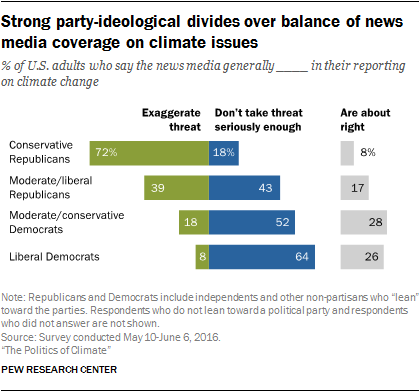 Strong party-ideological divides over balance of news
media coverage on climate issues
% of U.S. adults who say the news media generally _____ in their reporting
on climate change
Exaggerate threat
Don't take threat seriously enough
Are about right
Conservative Republicans 72% 18% 8%
Moderate/liberal Republicans 39 43 17
Moderate/conservative Democrats 18 52 28
Liberal Democrats 8 64 26
Note: Republicans and Democrats include independents and other non-partisans who "lean"
toward the parties. Respondents who do not lean toward a political party and respondents
who did not answer are not shown.
Source: Survey conducted May 10-June 6, 2016.
"The Politics of Climate"
PEW RESEARCH CENTER